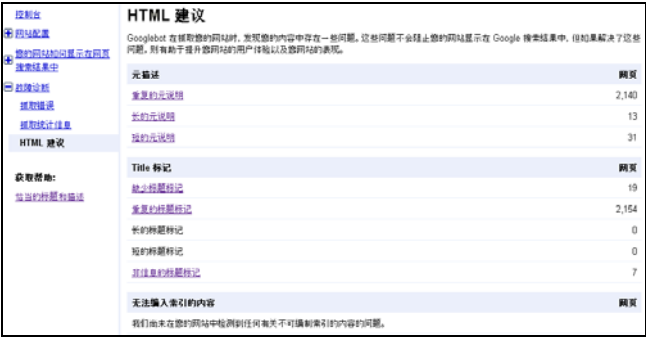 控制台
网站配置
您的网站如何显示在网页
搜索结果中
故障诊断
抓取错误
抓取统计信息
HTML 建议
获取帮助:
恰当的标题和描述
HTML 建议
Googlebot 在抓取您的网站时, 发现您的内容中存在一些问题。这些问题不会阻止您的网站显示在 Google 搜索结果中, 但如果解决了这些
问题, 则有助于提升您网站的用户体验以及您网站的表现。
元描述 网页
重复的元说明 2,140
长的元说明 13
短的元说明 31
Title 标记 网页
缺少标题标记 19
重复的标题标记 2,154
长的标题标记 0
短的标题标记 0
非信息的标题标记 7
无法编入索引的内容 网页
我们尚未在您的网站中检测到任何有关不可编制索引的内容的问题。